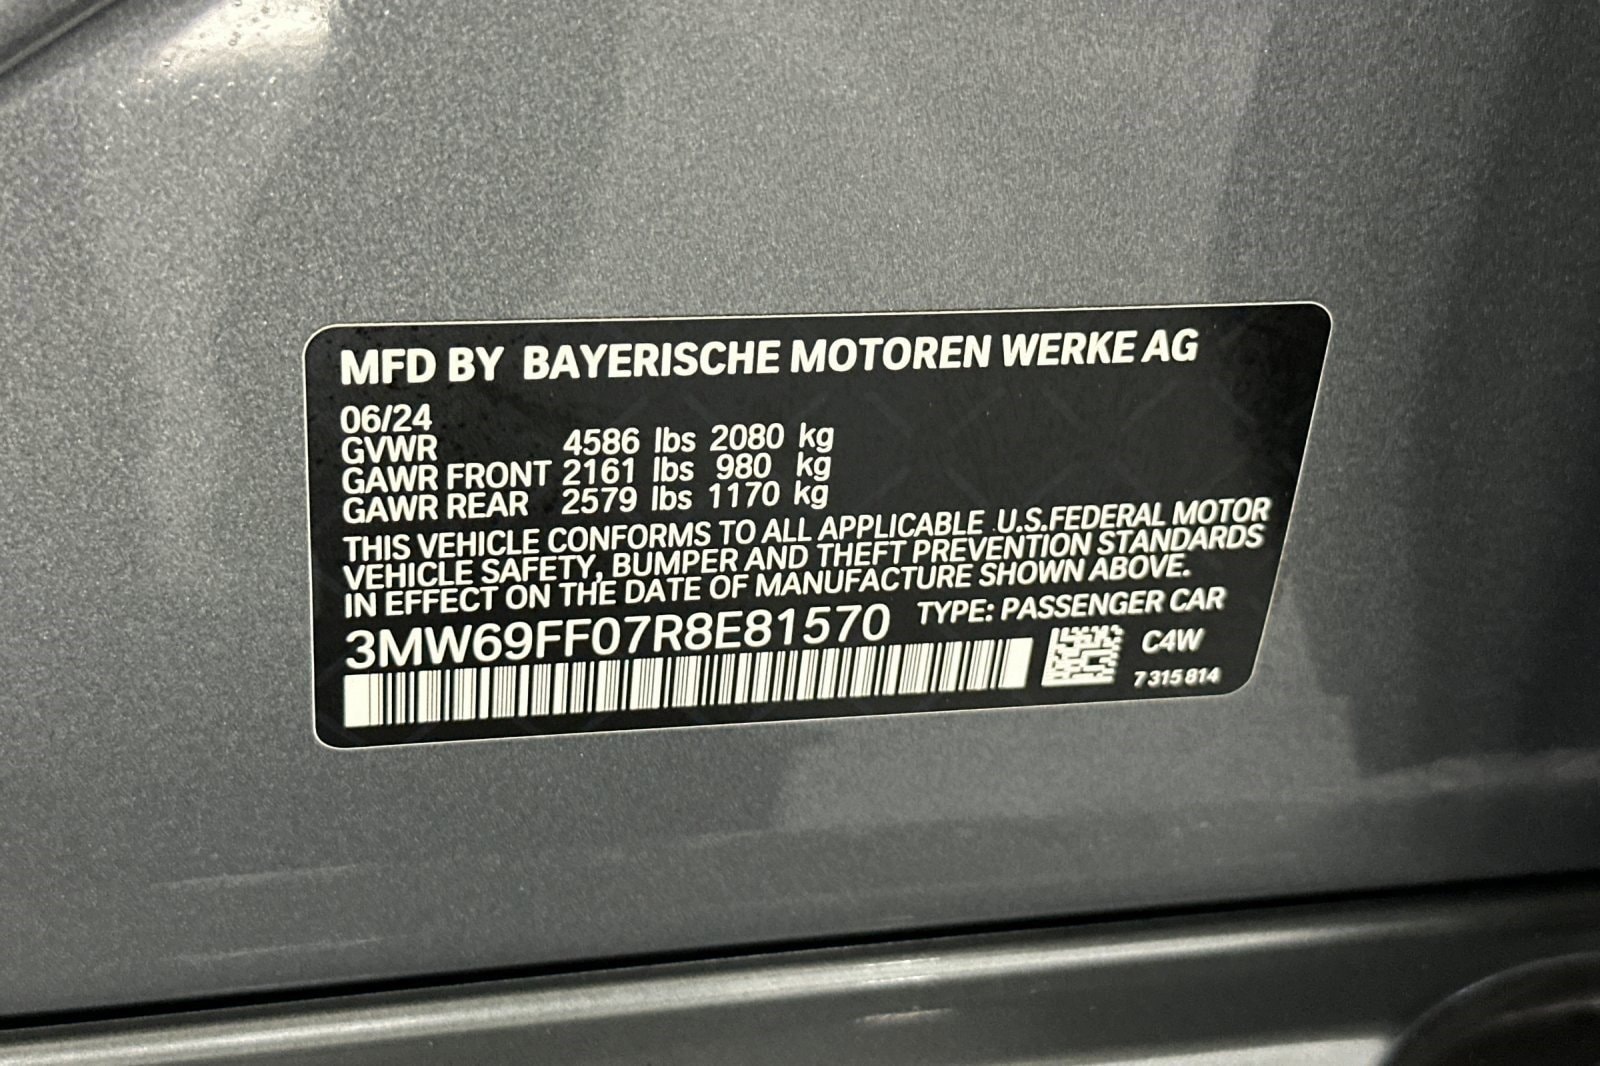 MFD BY BAYERISCHE MOTOREN WERKE AG
06/24
GVWR 4586 lbs 2080 kg
GAWR FRONT 2161 lbs 980 kg
GAWR REAR 2579 lbs 1170 kg
THIS VEHICLE CONFORMS TO ALL APPLICABLE U.S.FEDERAL MOTOR
VEHICLE SAFETY, BUMPER AND THEFT PREVENTION STANDARDS
IN EFFECT ON THE DATE OF MANUFACTURE SHOWN ABOVE.
3MW69FF07R8E81570 TYPE: PASSENGER CAR
C4W
7 315 814